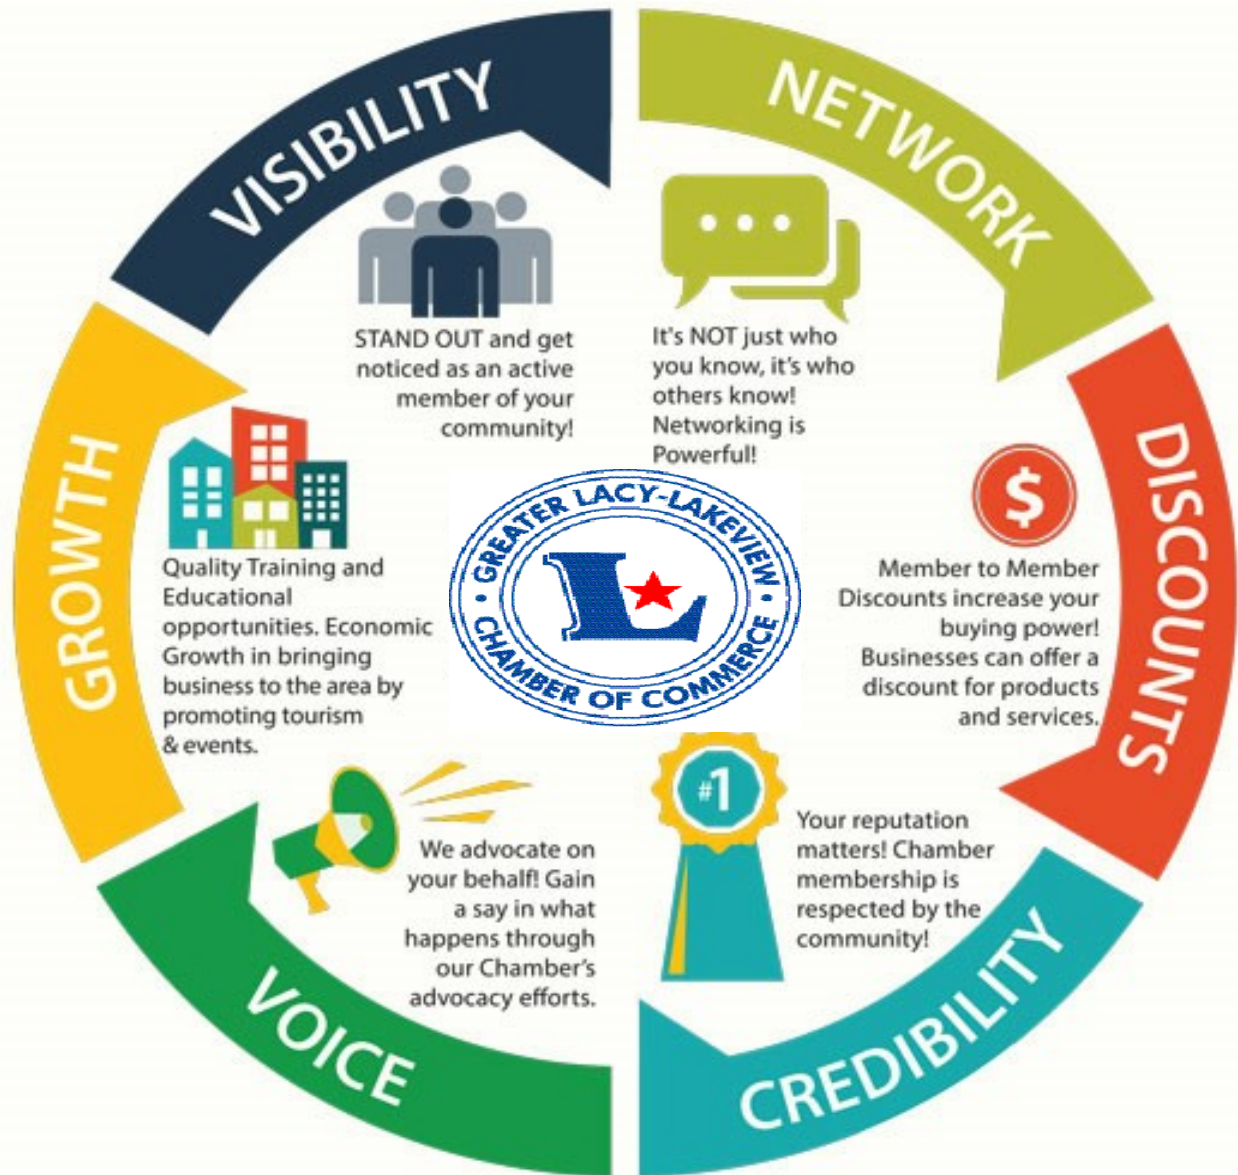 VISIBILITY
STAND OUT and get
noticed as an active
member of your
community!
NETWORK
It's NOT just who
you know, it's who
others know!
Networking is
Powerful!
DISCOUNTS
$
Member to Member
Discounts increase your
buying power!
Businesses can offer a
discount for products
and services.
CREDIBILITY
#1
Your reputation
matters! Chamber
membership is
respected by the
community!
VOICE
We advocate on
your behalf! Gain
a say in what
happens through
our Chamber's
advocacy efforts.
GROWTH
Quality Training and
Educational
opportunities. Economic
Growth in bringing
business to the area by
promoting tourism
& events.
• GREATER LACY-LAKEVIEW •
CHAMBER OF COMMERCE
L